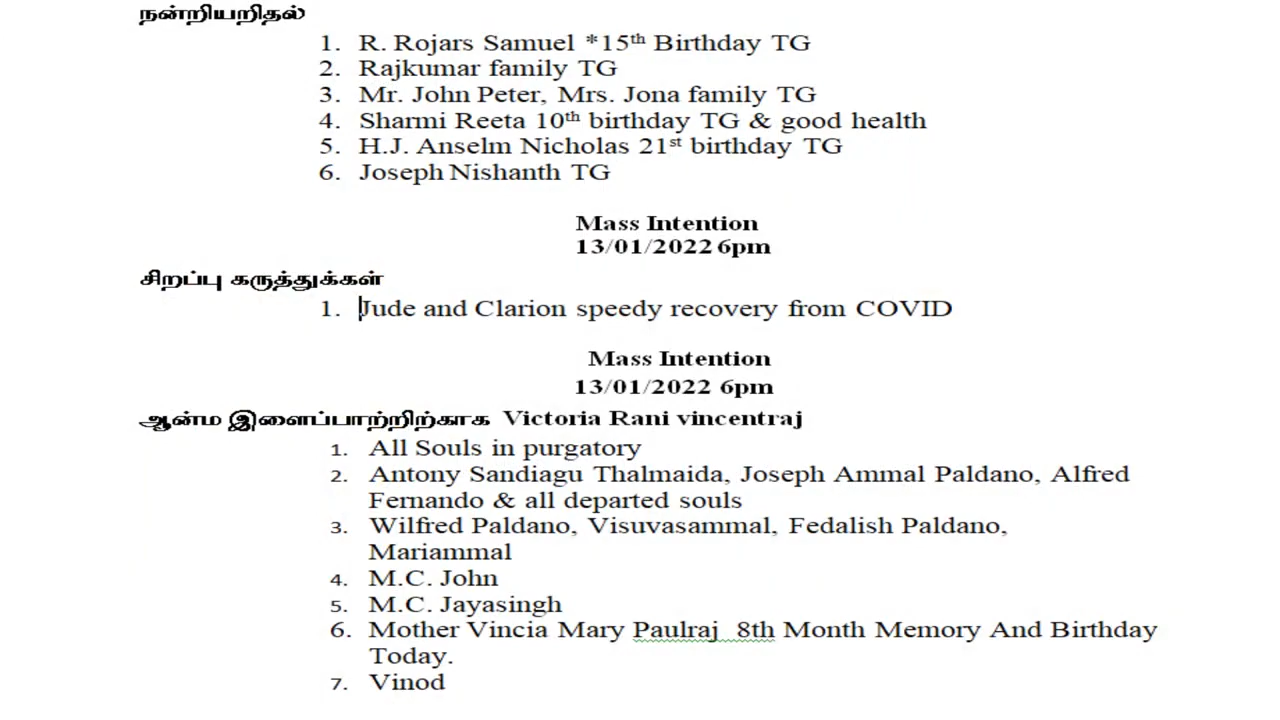 நன்றியறிதல்
1. R. Rojars Samuel *15th Birthday TG
2. Rajkumar family TG
3. Mr. John Peter, Mrs. Jona family TG
4. Sharmi Reeta 10th birthday TG & good health
5. H.J. Anselm Nicholas 21st birthday TG
6. Joseph Nishanth TG
Mass Intention
13/01/2022 6pm
சிறப்பு கருத்துக்கள்
1. Jude and Clarion speedy recovery from COVID
Mass Intention
13/01/2022 6pm
ஆன்ம இளைப்பாற்றிற்காக Victoria Rani vincentraj
1. All Souls in purgatory
2. Antony Sandiagu Thalmaida, Joseph Ammal Paldano, Alfred
Fernando & all departed souls
3. Wilfred Paldano, Visuvasammal, Fedalish Paldano,
Mariammal
4. M.C. John
5. M.C. Jayasingh
6. Mother Vincia Mary Paulraj 8th Month Memory And Birthday
Today.
7. Vinod